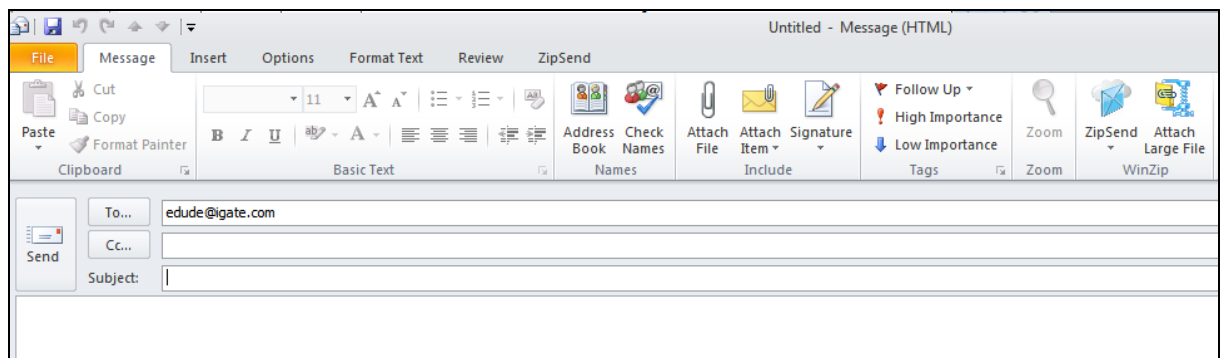 Untitled - Message (HTML)
File Message Insert Options Format Text Review ZipSend
Paste
Cut
Copy
Format Painter
Clipboard
11
B I U
Basic Text
Address Book
Check Names
Names
Attach File
Attach Item
Signature
Include
Follow Up
High Importance
Low Importance
Tags
Zoom
Zoom
ZipSend
Attach Large File
WinZip
Send
To... edude@igate.com
Cc...
Subject: